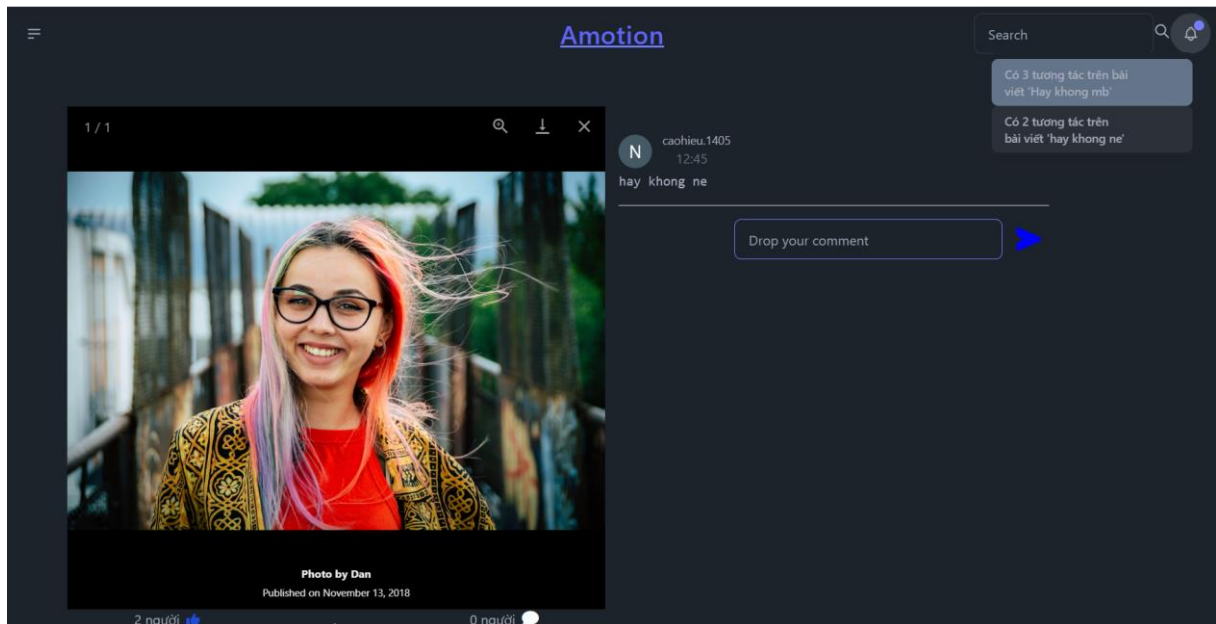 Amotion
Search
Có 3 tương tác trên bài
viết 'Hay khong mb'
Có 2 tương tác trên
bài viết 'hay khong ne'
1 / 1
N
caohieu.1405
12:45
hay khong ne
Drop your comment
Photo by Dan
Published on November 13, 2018
2 người
0 người